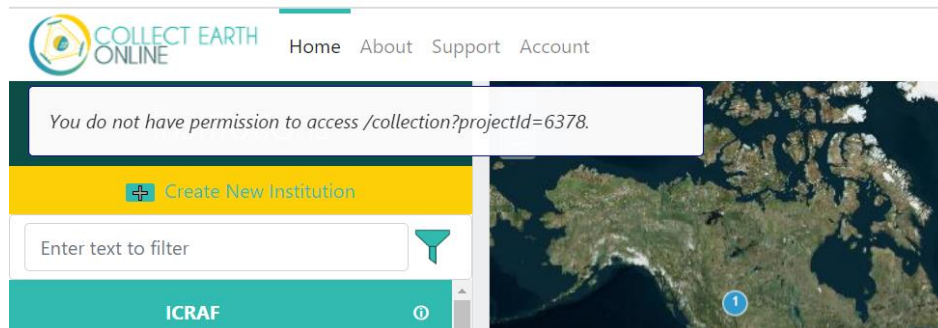 COLLECT EARTH
ONLINE
Home About Support Account
You do not have permission to access /collection?projectId=6378.
Create New Institution
Enter text to filter
ICRAF
1